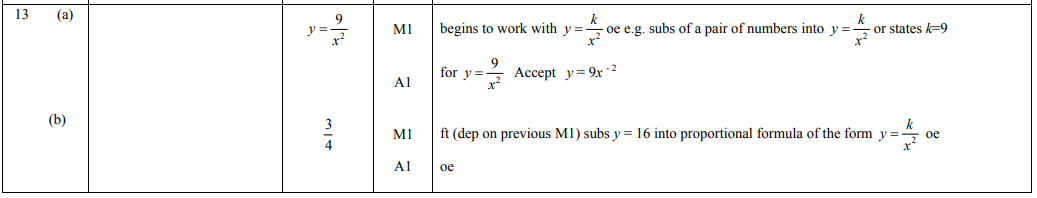 13 (a) y = 9/x² M1 begins to work with y = k/x² oe e.g. subs of a pair of numbers into y = k/x² or states k=9
A1 for y = 9/x² Accept y = 9x⁻²
(b) 3/4 M1 ft (dep on previous M1) subs y = 16 into proportional formula of the form y = k/x² oe
A1 oe